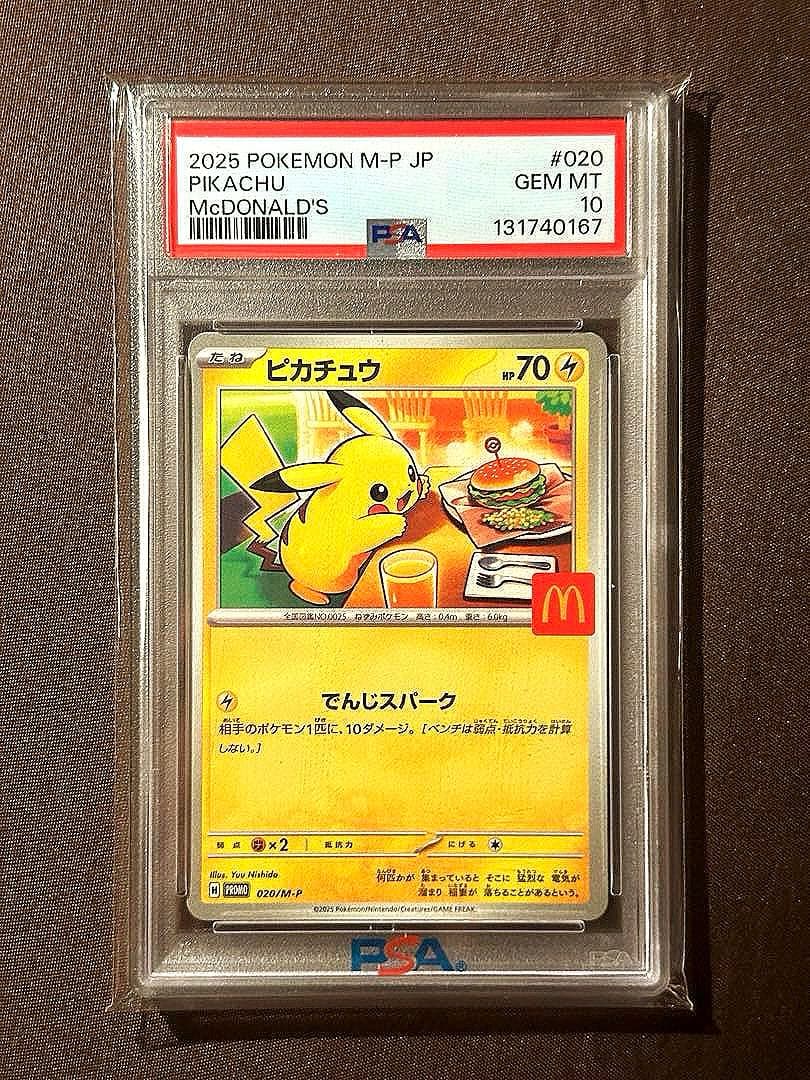 2025 POKEMON M-P JP #020
PIKACHU GEM MT
McDONALD'S 10
PSA 131740167
たね ピカチュウ HP70
M
全国図鑑NO.0025 ねずみポケモン 高さ:0.4m 重さ:6.0kg
でんじスパーク
相手のポケモン1匹に、10ダメージ。[ベンチは弱点・抵抗力を計算
しない。]
弱点 ×2 抵抗力 にげる
Illus. Yuu Nishida
何匹かが 集まっていると そこに 猛烈な 電気が
溜まり 稲妻が 落ちることがあるという。
PROMO 020/M-P
©2025 Pokémon/Nintendo/Creatures/GAME FREAK
PSA®
PSA